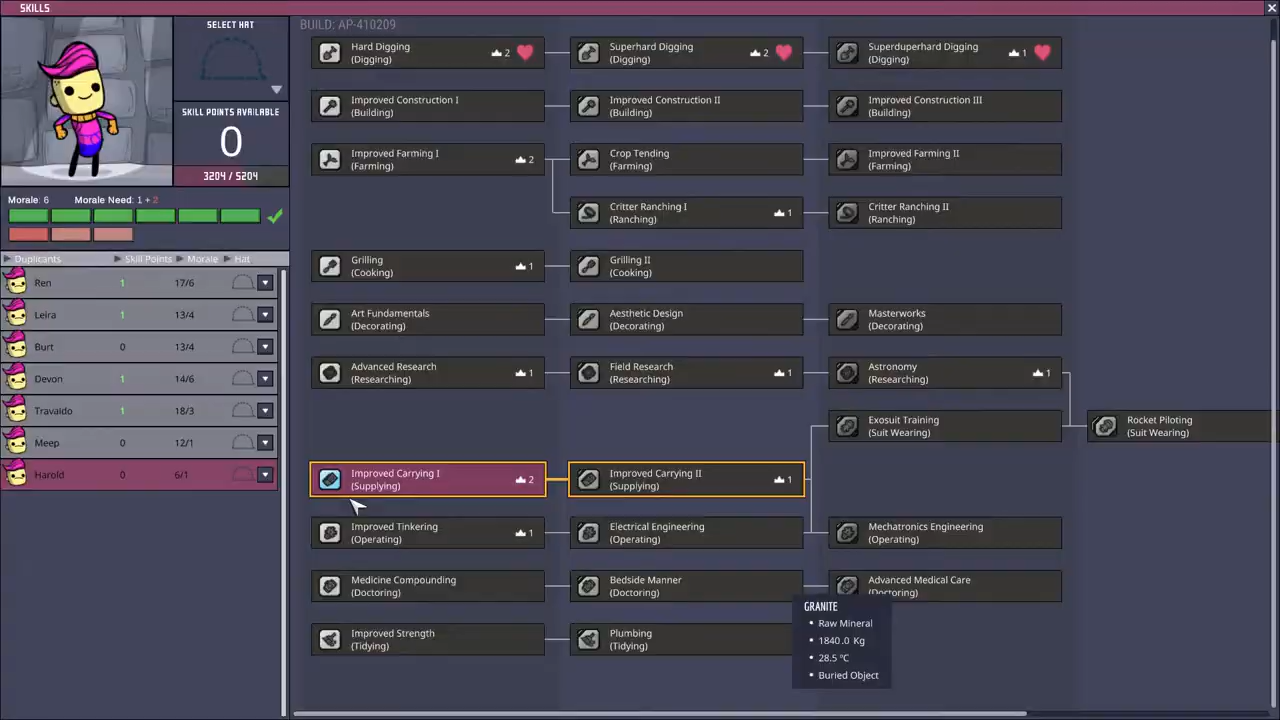 SKILLS
BUILD: AP-410209
SELECT HAT
SKILL POINTS AVAILABLE
0
3204 / 5204
Morale: 6 Morale Need: 1 + 2
Duplicants Skill Points Morale Hat
Ren 1 17/6
Leira 1 13/4
Burt 0 13/4
Devon 1 14/6
Travaldo 1 18/3
Meep 0 12/1
Harold 0 6/1
Hard Digging
(Digging)
2
Superhard Digging
(Digging)
2
Superduperhard Digging
(Digging)
1
Improved Construction I
(Building)
Improved Construction II
(Building)
Improved Construction III
(Building)
Improved Farming I
(Farming)
2
Crop Tending
(Farming)
Improved Farming II
(Farming)
Critter Ranching I
(Ranching)
1
Critter Ranching II
(Ranching)
Grilling
(Cooking)
1
Grilling II
(Cooking)
Art Fundamentals
(Decorating)
Aesthetic Design
(Decorating)
Masterworks
(Decorating)
Advanced Research
(Researching)
1
Field Research
(Researching)
1
Astronomy
(Researching)
1
Exosuit Training
(Suit Wearing)
Rocket Piloting
(Suit Wearing)
Improved Carrying I
(Supplying)
2
Improved Carrying II
(Supplying)
1
Improved Tinkering
(Operating)
1
Electrical Engineering
(Operating)
Mechatronics Engineering
(Operating)
Medicine Compounding
(Doctoring)
Bedside Manner
(Doctoring)
Advanced Medical Care
(Doctoring)
Improved Strength
(Tidying)
Plumbing
(Tidying)
GRANITE
• Raw Mineral
• 1840.0 Kg
• 28.5 ºC
• Buried Object